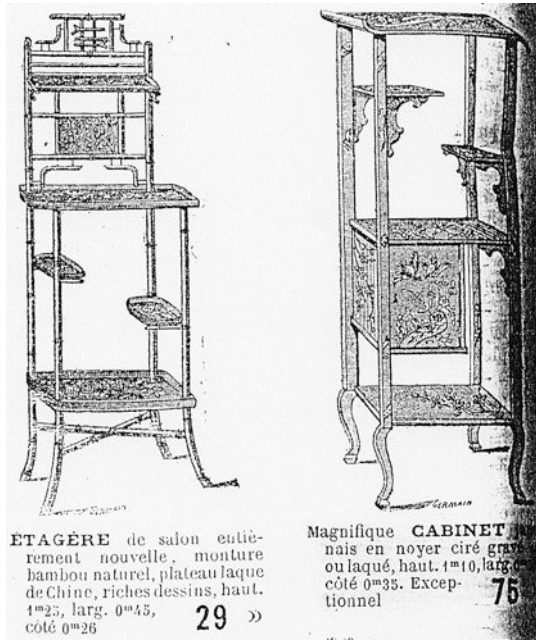 GERMAIN
ÉTAGÈRE de salon entiè-
rement nouvelle, monture
bambou naturel, plateau laque
de Chine, riches dessins, haut.
1m25, larg. 0m45,
côté 0m26
29 »
GERMAIN
Magnifique CABINET
nais en noyer ciré gravé
ou laqué, haut. 1m10, larg.
côté 0m35. Excep-
tionnel
75